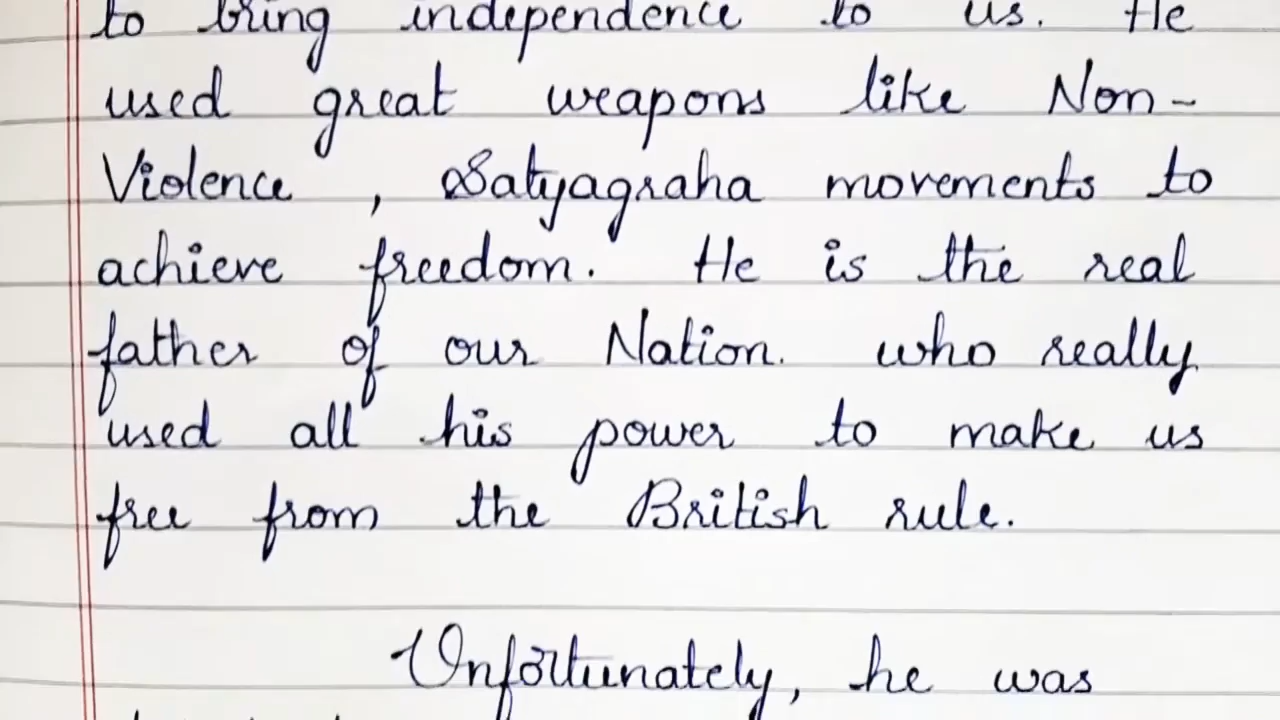 to bring independence to us. He
used great weapons like Non-
Violence , Satyagraha movements to
achieve freedom. He is the real
father of our Nation. who really
used all his power to make us
free from the British rule.
Unfortunately, he was